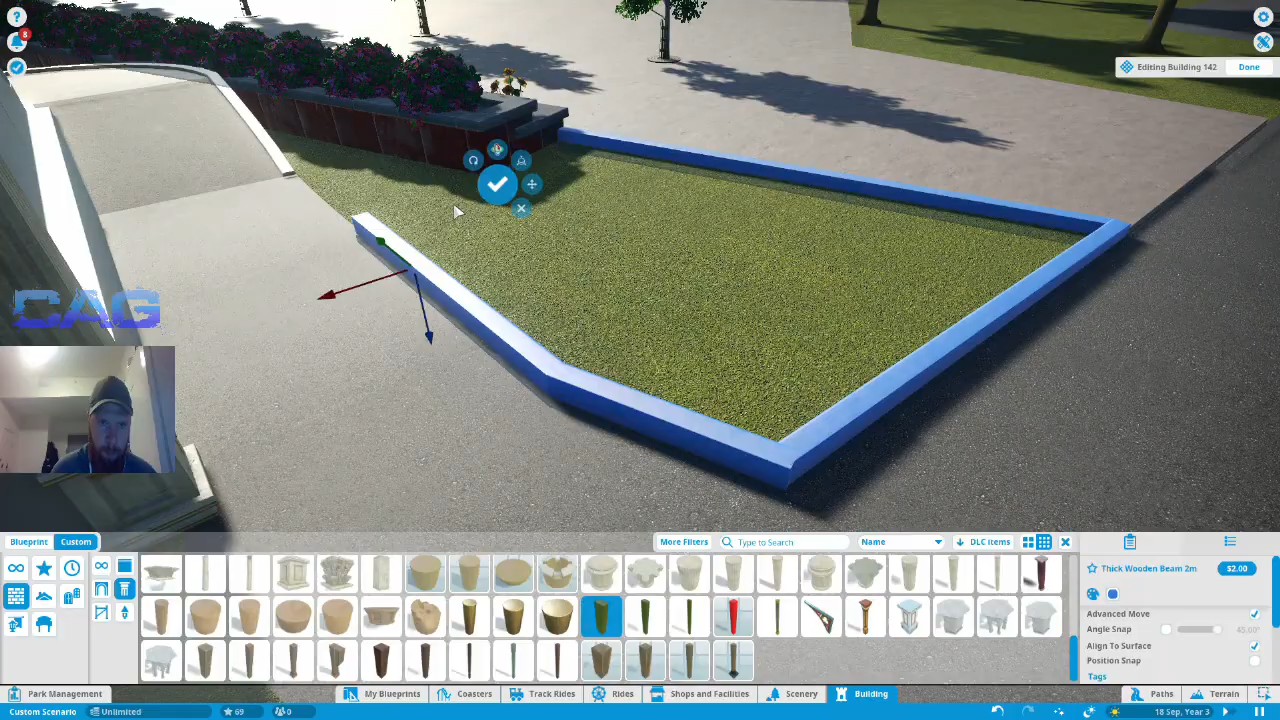 ?
8
Editing Building 142
Done
CAG
Blueprint
Custom
More Filters
Type to Search
Name
DLC items
Thick Wooden Beam 2m
$2.00
Advanced Move
Angle Snap
45.00°
Align To Surface
Position Snap
Tags
Park Management
My Blueprints
Coasters
Track Rides
Rides
Shops and Facilities
Scenery
Building
Paths
Terrain
Custom Scenario
Unlimited
69
0
18 Sep, Year 3